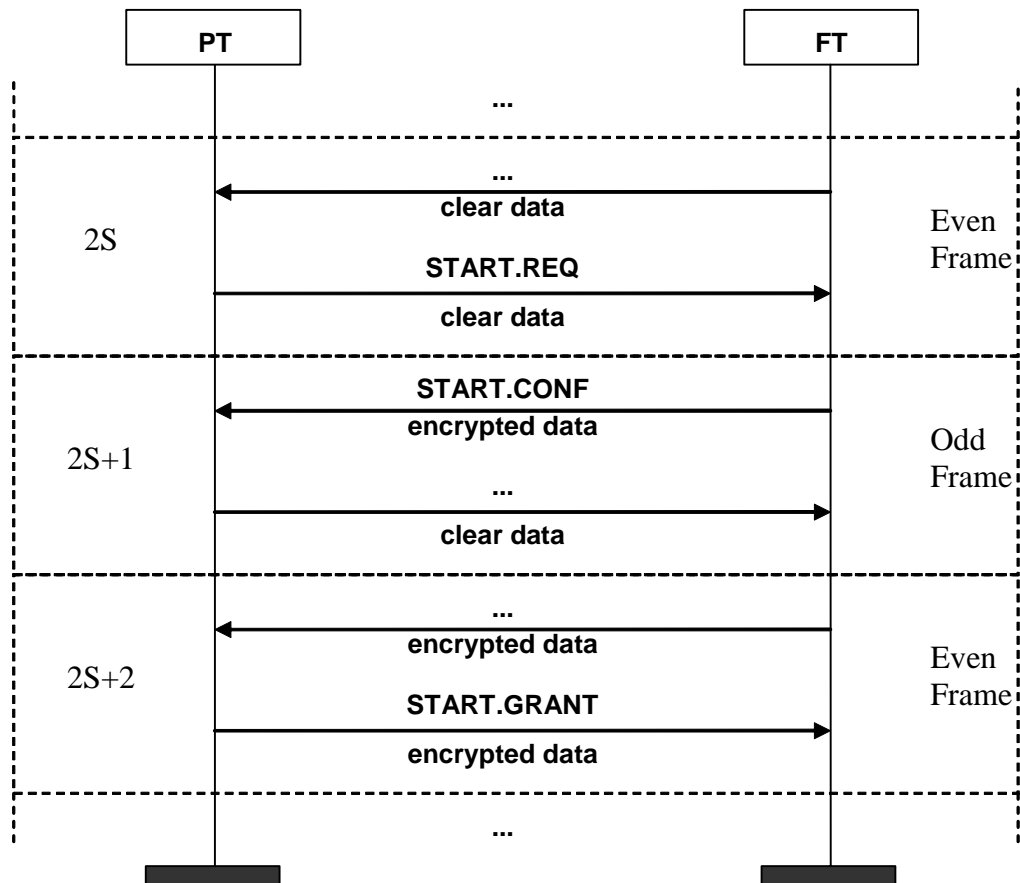 PT
FT
...
...
clear data
2S
Even
Frame
START.REQ
clear data
START.CONF
encrypted data
2S+1
Odd
Frame
...
clear data
...
encrypted data
2S+2
Even
Frame
START.GRANT
encrypted data
...